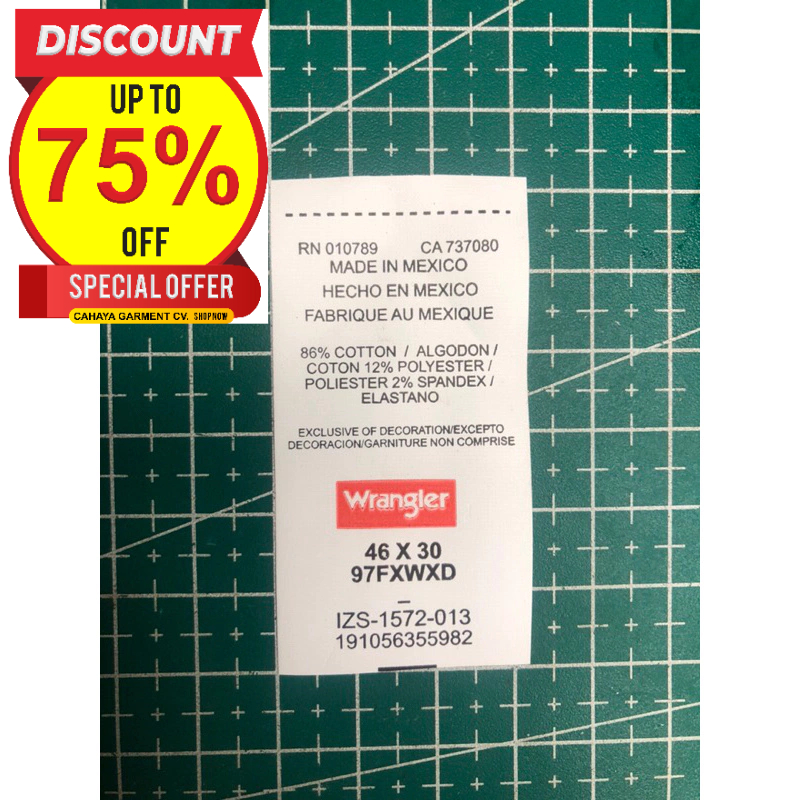 DISCOUNT
UP TO
75%
OFF
SPECIAL OFFER
CAHAYA GARMENT CV. SHOPNOW
RN 010789 CA 737080
MADE IN MEXICO
HECHO EN MEXICO
FABRIQUE AU MEXIQUE
86% COTTON / ALGODON /
COTON 12% POLYESTER /
POLIESTER 2% SPANDEX /
ELASTANO
EXCLUSIVE OF DECORATION/EXCEPTO
DECORACION/GARNITURE NON COMPRISE
Wrangler
46 X 30
97FXWXD
–
IZS-1572-013
191056355982